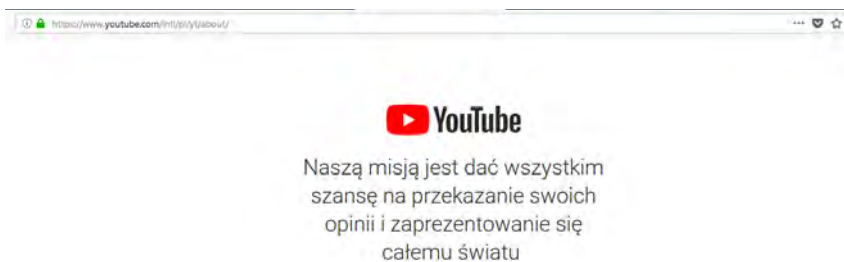 https://www.youtube.com/intl/pl/yt/about/
YouTube
Naszą misją jest dać wszystkim
szansę na przekazanie swoich
opinii i zaprezentowanie się
całemu światu